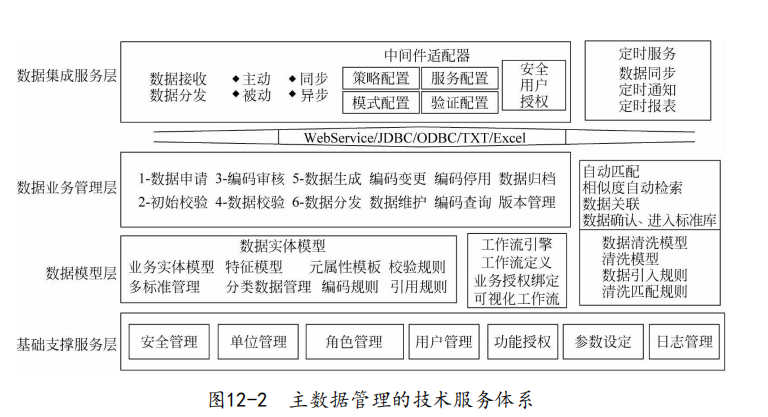 中间件适配器
数据集成服务层
数据接收 ◆主动 ◆同步
数据分发 ◆被动 ◆异步
策略配置 服务配置
模式配置 验证配置
安全
用户
授权
定时服务
数据同步
定时通知
定时报表
WebService/JDBC/ODBC/TXT/Excel
数据业务管理层
1-数据申请 3-编码审核 5-数据生成 编码变更 编码停用 数据归档
2-初始校验 4-数据校验 6-数据分发 数据维护 编码查询 版本管理
自动匹配
相似度自动检索
数据关联
数据确认、进入标准库
数据模型层
数据实体模型
业务实体模型 特征模型 元属性模板 校验规则
多标准管理 分类数据管理 编码规则 引用规则
工作流引擎
工作流定义
业务授权绑定
可视化工作流
数据清洗模型
清洗模型
数据引入规则
清洗匹配规则
基础支撑服务层
安全管理 单位管理 角色管理 用户管理 功能授权 参数设定 日志管理
图12-2 主数据管理的技术服务体系